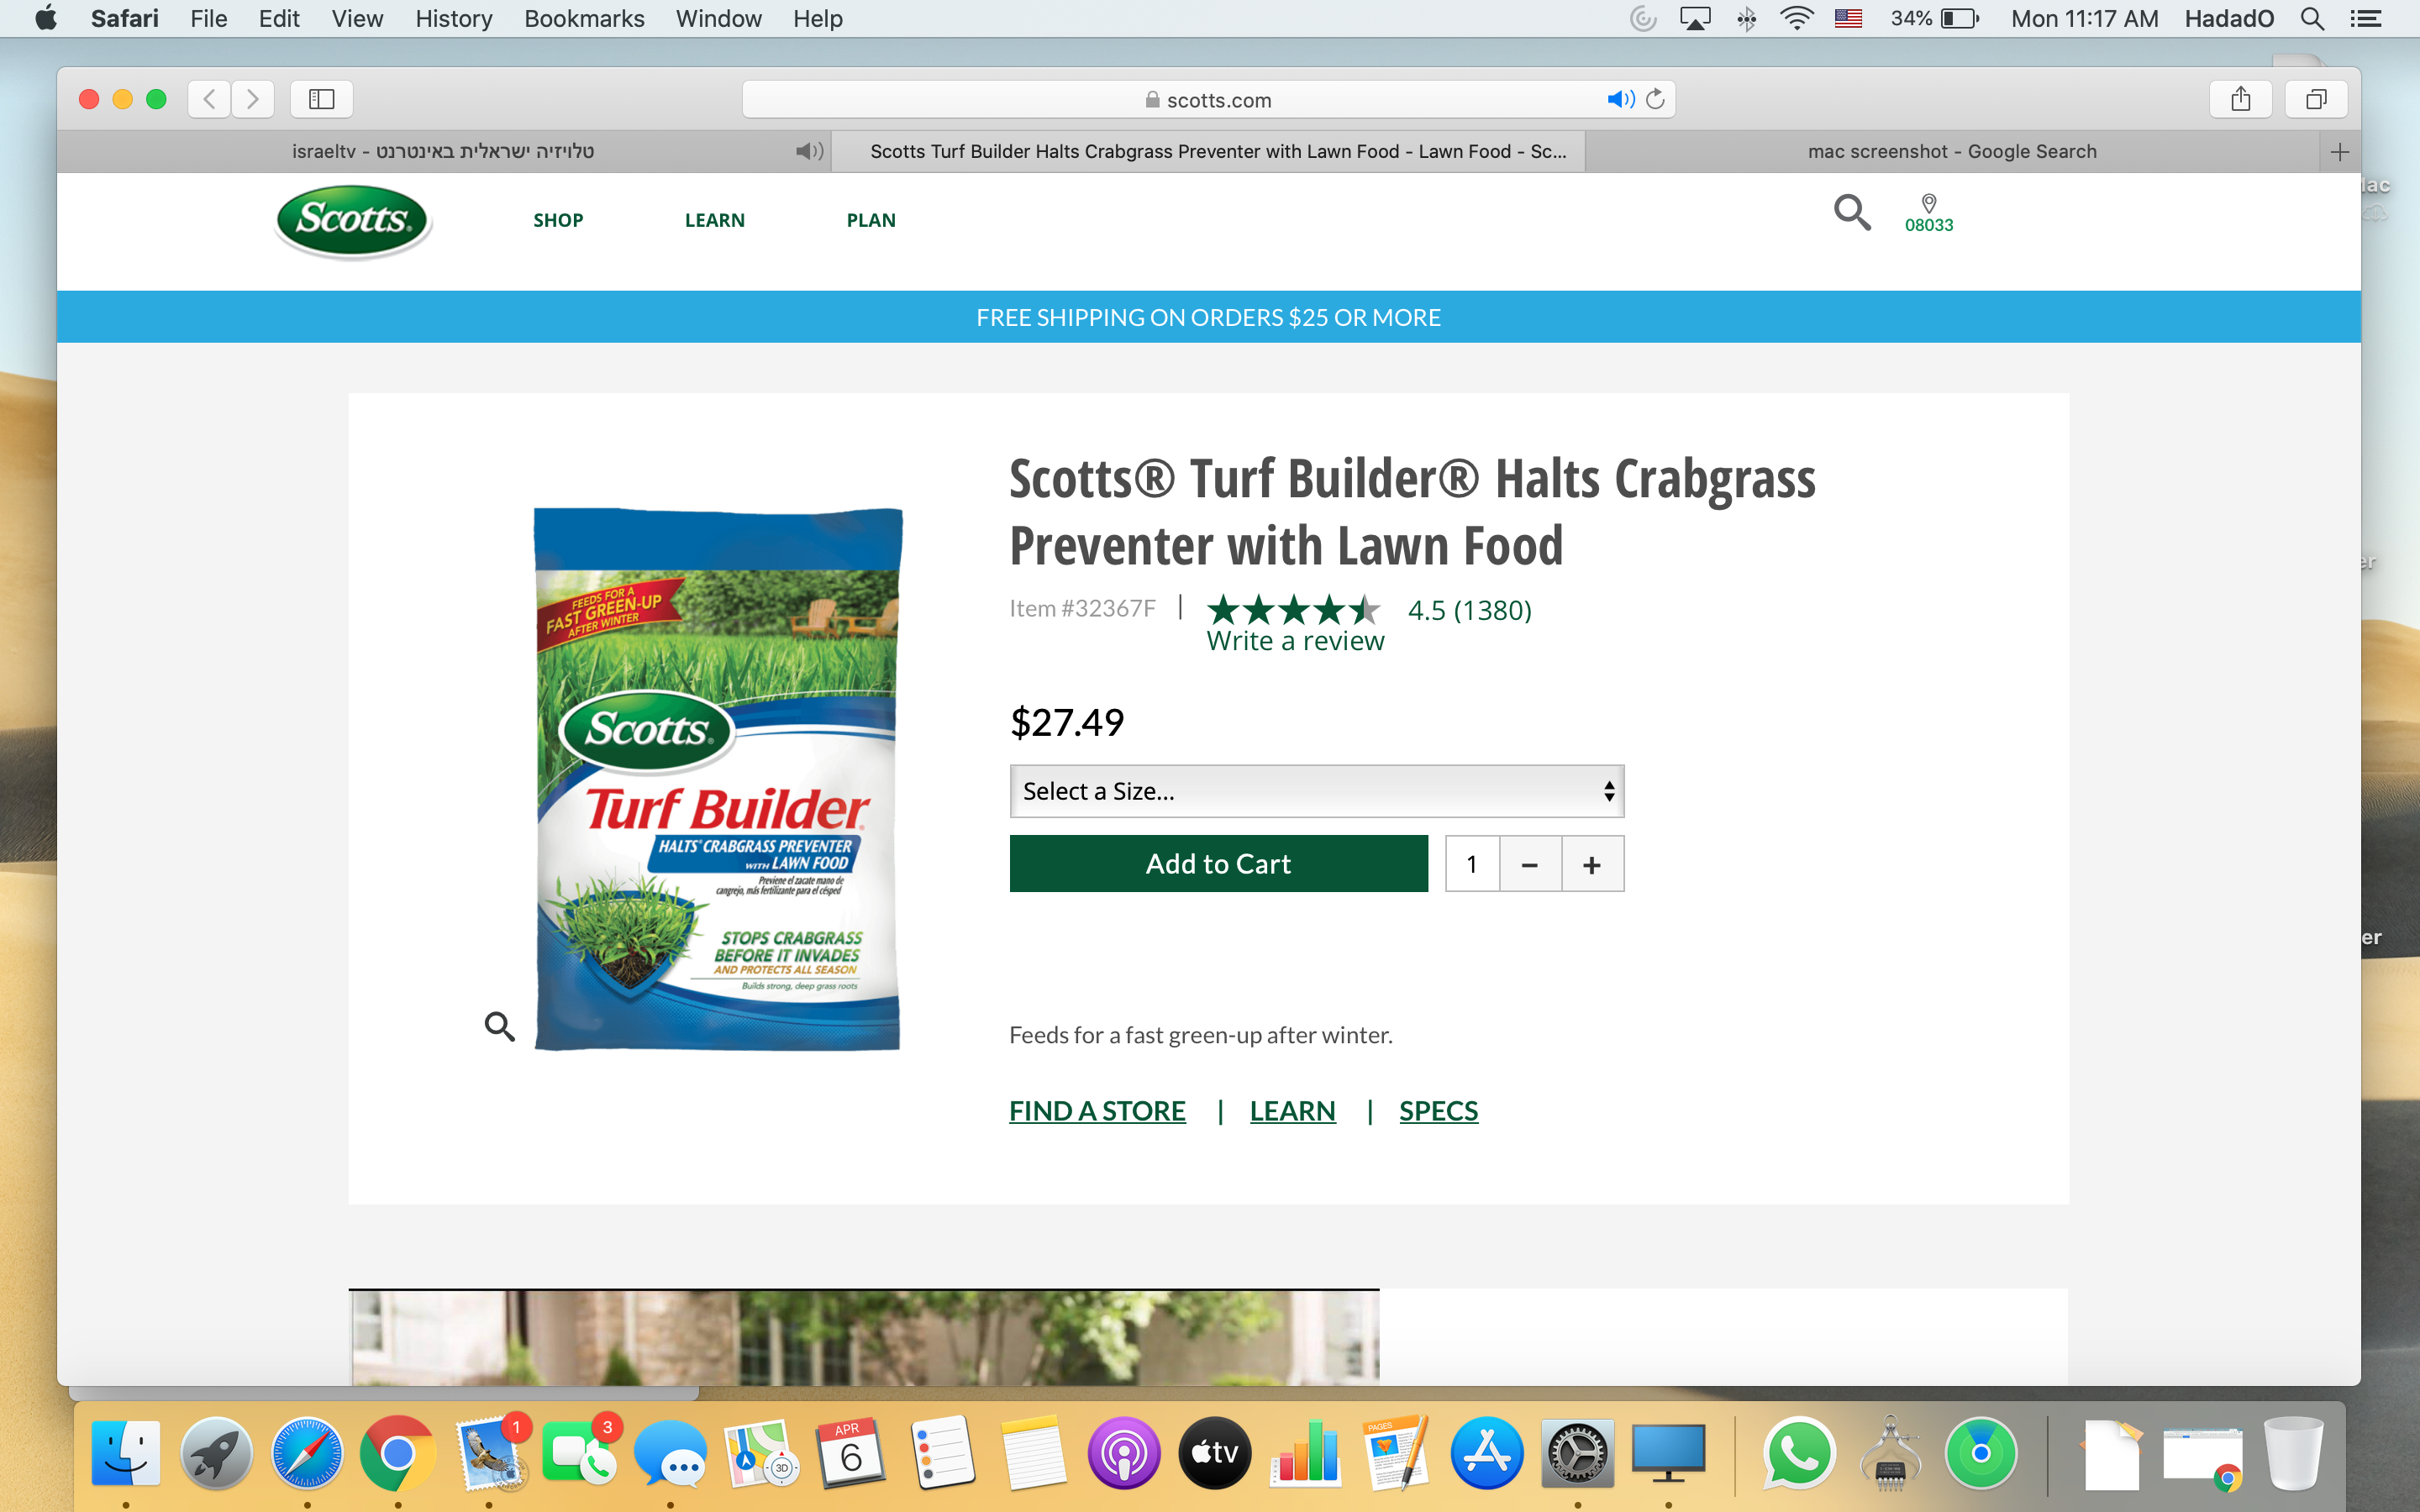 Safari File Edit View History Bookmarks Window Help 34% Mon 11:17 AM HadadO
scotts.com
israeltv - טלויזיה ישראלית באינטרנט
Scotts Turf Builder Halts Crabgrass Preventer with Lawn Food - Lawn Food - Sc...
mac screenshot - Google Search
Scotts
SHOP LEARN PLAN
08033
FREE SHIPPING ON ORDERS $25 OR MORE
FEEDS FOR A
FAST GREEN-UP
AFTER WINTER
Scotts
Turf Builder
HALTS® CRABGRASS PREVENTER
WITH LAWN FOOD
Previene el zacate mano de
cangrejo, más fertilizante para el césped
STOPS CRABGRASS
BEFORE IT INVADES
AND PROTECTS ALL SEASON
Builds strong, deep grass roots
Scotts® Turf Builder® Halts Crabgrass
Preventer with Lawn Food
Item #32367F | 4.5 (1380)
Write a review
$27.49
Select a Size...
Add to Cart 1 − +
Feeds for a fast green-up after winter.
FIND A STORE | LEARN | SPECS
1
3
3D
APR
6
tv
PAGES